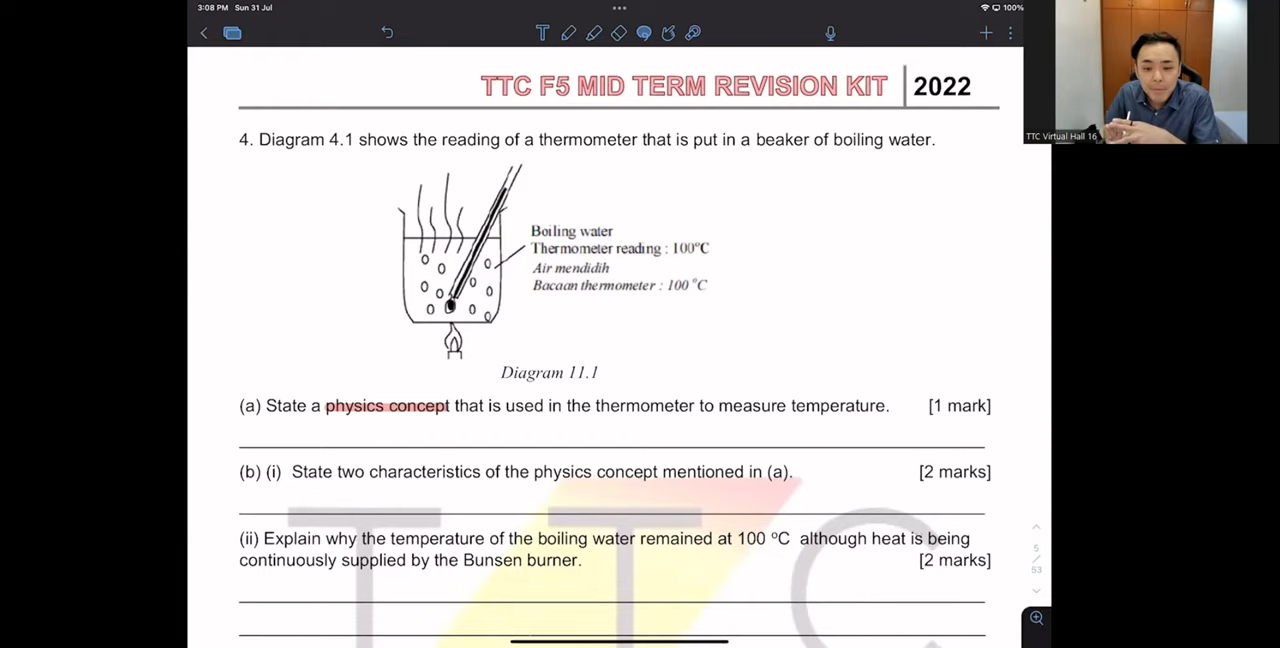 3:08 PM Sun 31 Jul
100%
TTC F5 MID TERM REVISION KIT 2022
TTC Virtual Hall 16
4. Diagram 4.1 shows the reading of a thermometer that is put in a beaker of boiling water.
Boiling water
Thermometer reading : 100°C
Air mendidih
Bacaan thermometer : 100 °C
Diagram 11.1
(a) State a physics concept that is used in the thermometer to measure temperature. [1 mark]
(b) (i) State two characteristics of the physics concept mentioned in (a). [2 marks]
(ii) Explain why the temperature of the boiling water remained at 100 °C although heat is being
continuously supplied by the Bunsen burner. [2 marks]
5
/
53
TTC